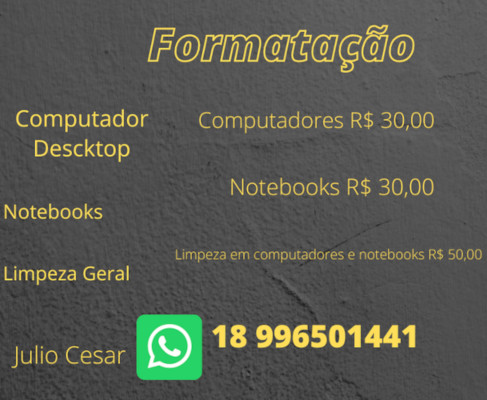 Formatação
Computador
Descktop
Computadores R$ 30,00
Notebooks R$ 30,00
Notebooks
Limpeza em computadores e notebooks R$ 50,00
Limpeza Geral
Julio Cesar
18 996501441